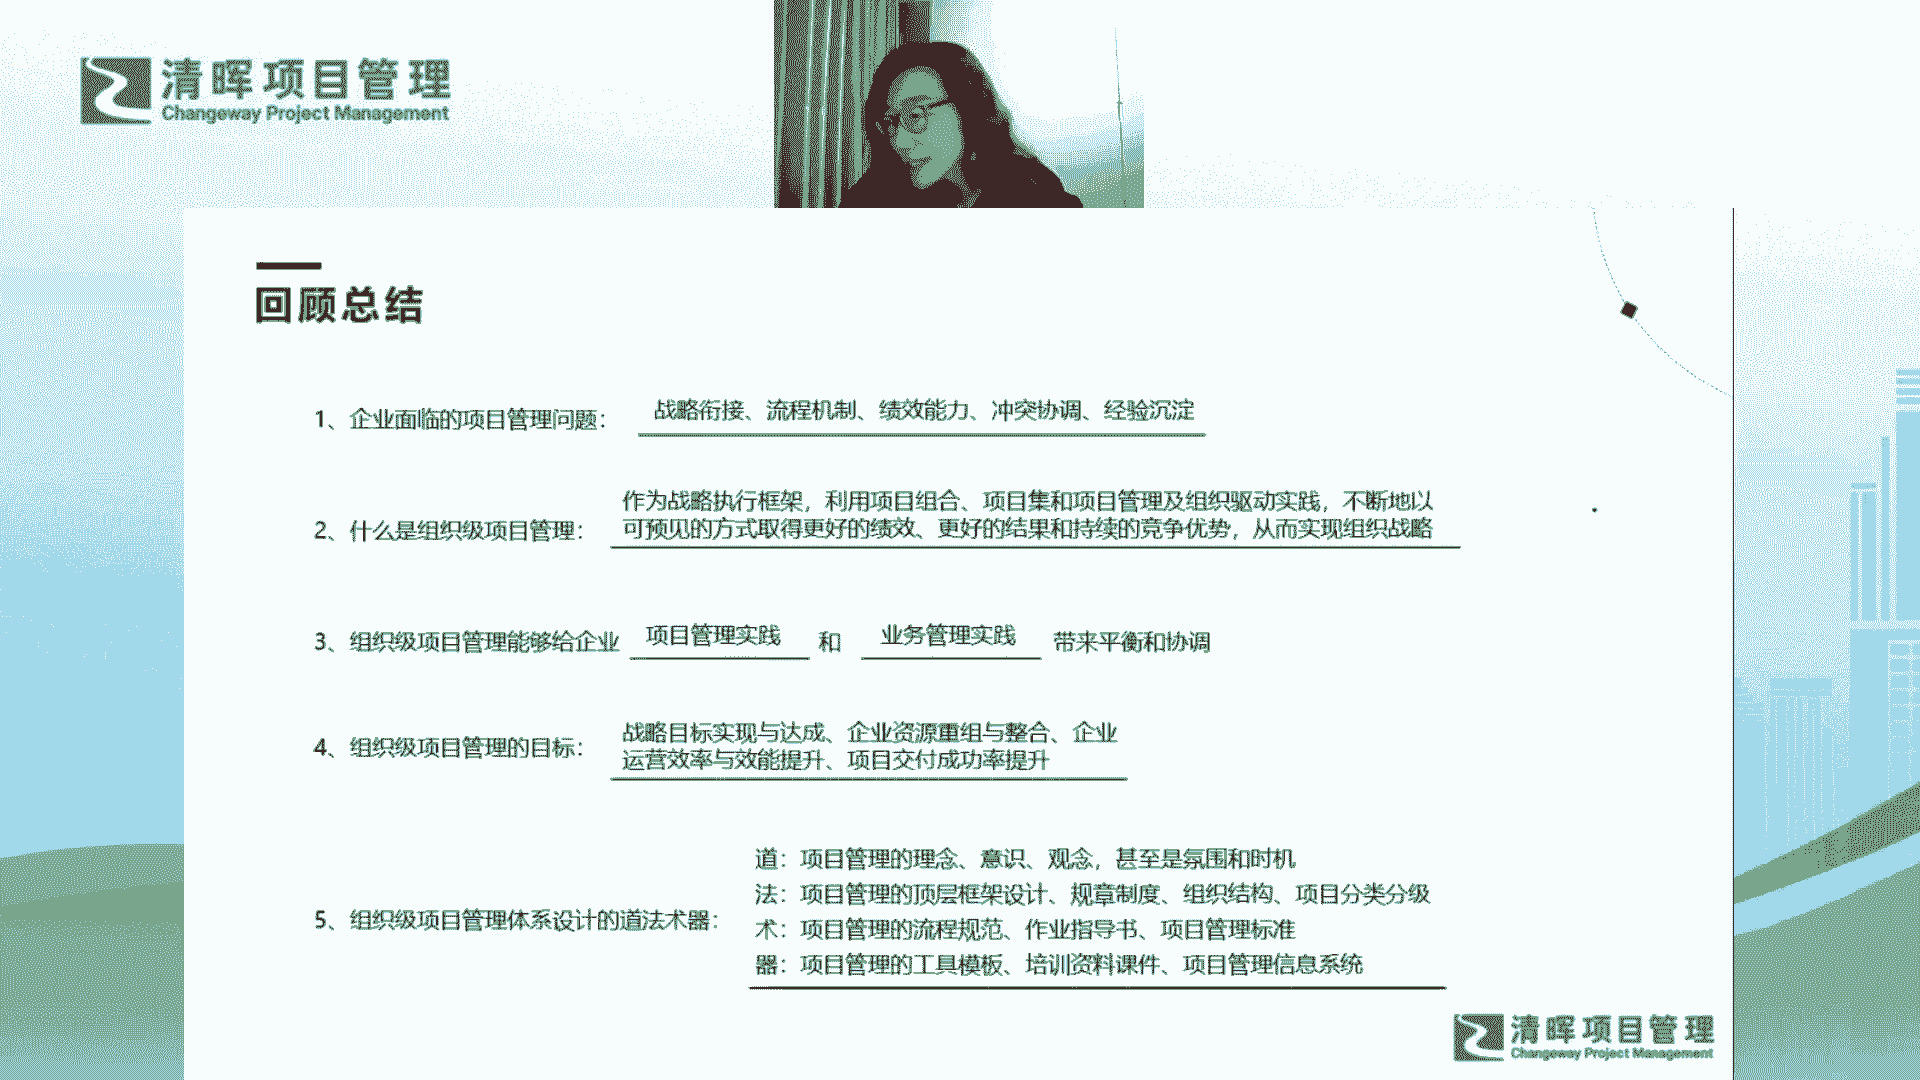 清晖项目管理
Changeway Project Management
回顾总结
1、企业面临的项目管理问题： 战略衔接、流程机制、绩效能力、冲突协调、经验沉淀
2、什么是组织级项目管理： 作为战略执行框架，利用项目组合、项目集和项目管理及组织驱动实践，不断地以
可预见的方式取得更好的绩效、更好的结果和持续的竞争优势，从而实现组织战略
3、组织级项目管理能够给企业 项目管理实践 和 业务管理实践 带来平衡和协调
4、组织级项目管理的目标： 战略目标实现与达成、企业资源重组与整合、企业
运营效率与效能提升、项目交付成功率提升
5、组织级项目管理体系设计的道法术器：
道：项目管理的理念、意识、观念，甚至是氛围和时机
法：项目管理的顶层框架设计、规章制度、组织结构、项目分类分级
术：项目管理的流程规范、作业指导书、项目管理标准
器：项目管理的工具模板、培训资料课件、项目管理信息系统
清晖项目管理
Changeway Project Management